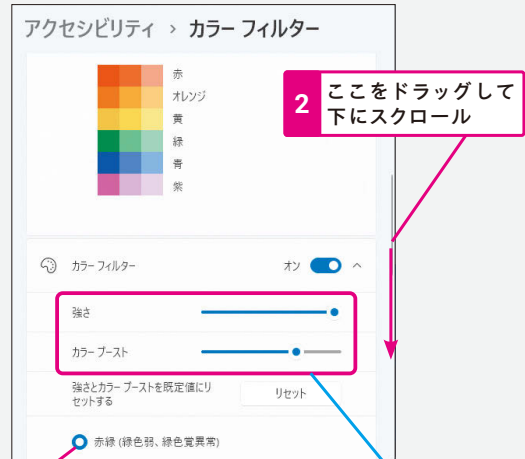 アクセシビリティ > カラー フィルター
赤
オレンジ
黄
緑
青
紫
2 ここをドラッグして
下にスクロール
カラー フィルター オン
強さ
カラー ブースト
強さとカラー ブーストを既定値にリ
セットする
リセット
赤緑 (緑色弱、緑色覚異常)